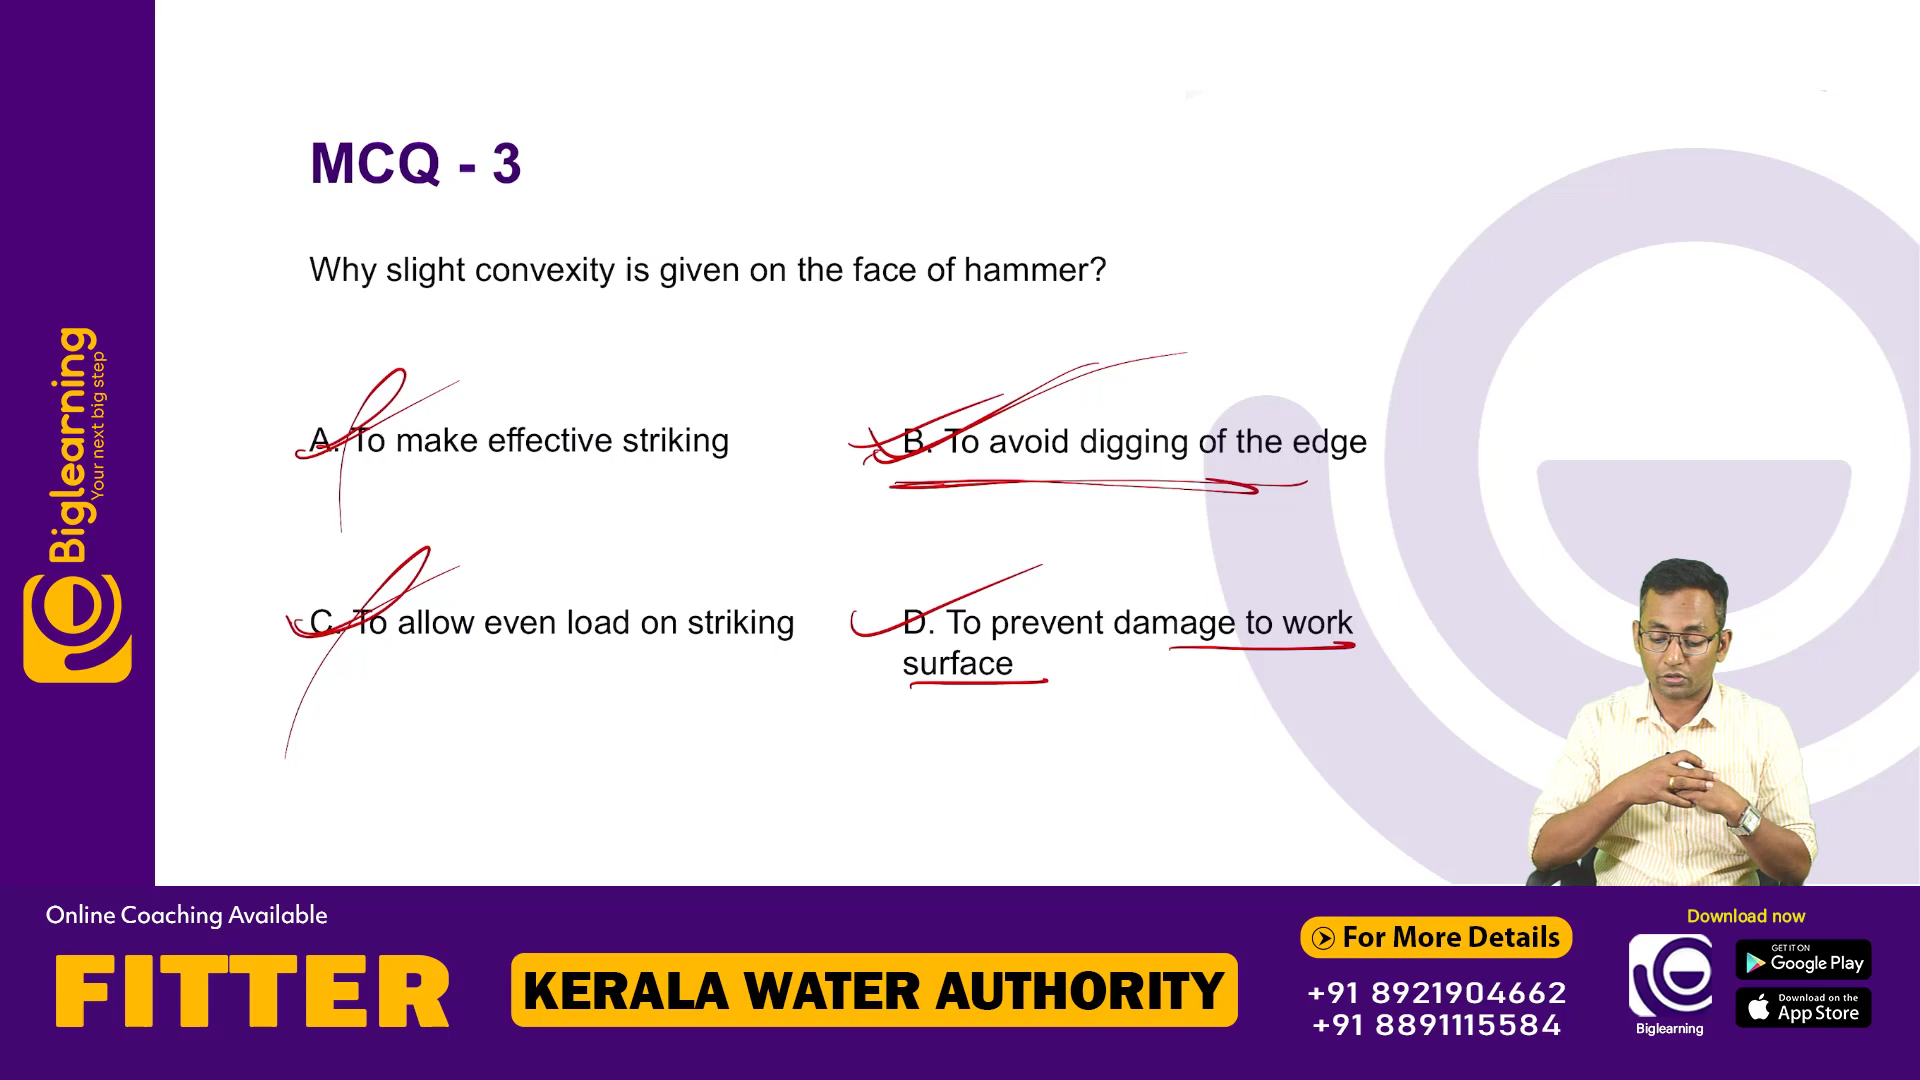 MCQ - 3
Why slight convexity is given on the face of hammer?
A. To make effective striking
B. To avoid digging of the edge
C. To allow even load on striking
D. To prevent damage to work
surface
Biglearning
Your next big step
Online Coaching Available
FITTER
KERALA WATER AUTHORITY
For More Details
+91 8921904662
+91 8891115584
Download now
Biglearning
GET IT ON
Google Play
Download on the
App Store